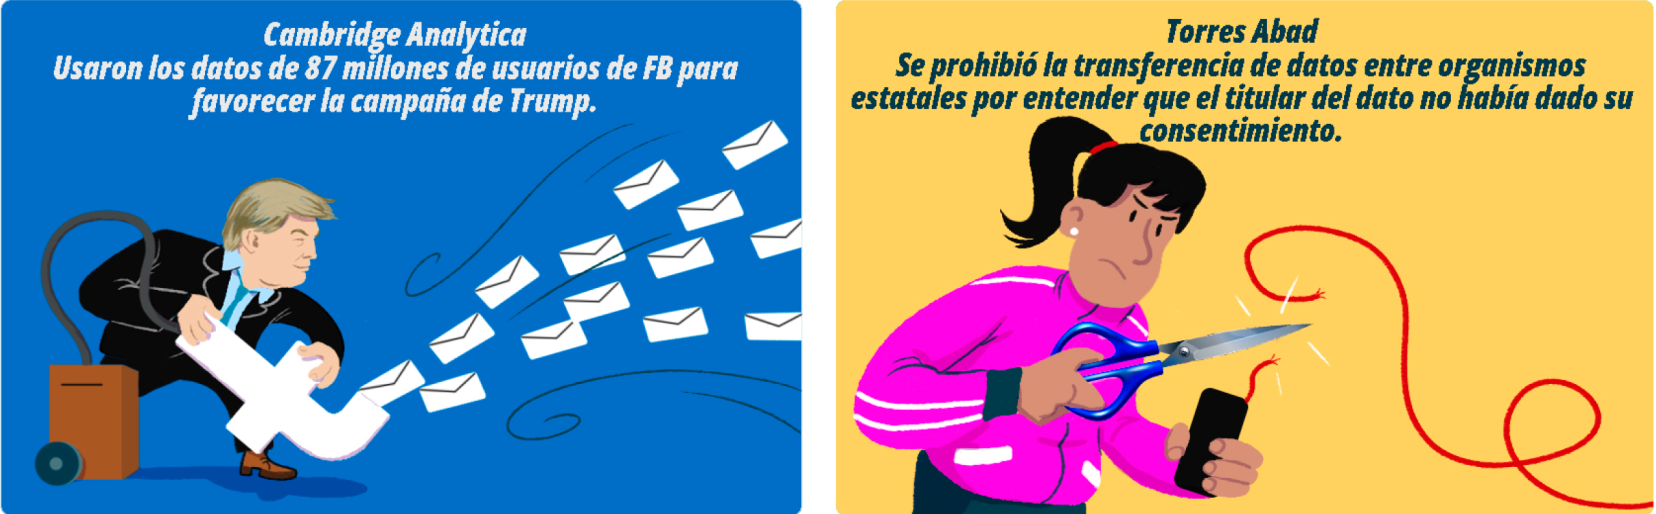 Cambridge Analytica
Usaron los datos de 87 millones de usuarios de FB para
favorecer la campaña de Trump.
Torres Abad
Se prohibió la transferencia de datos entre organismos
estatales por entender que el titular del dato no había dado su
consentimiento.